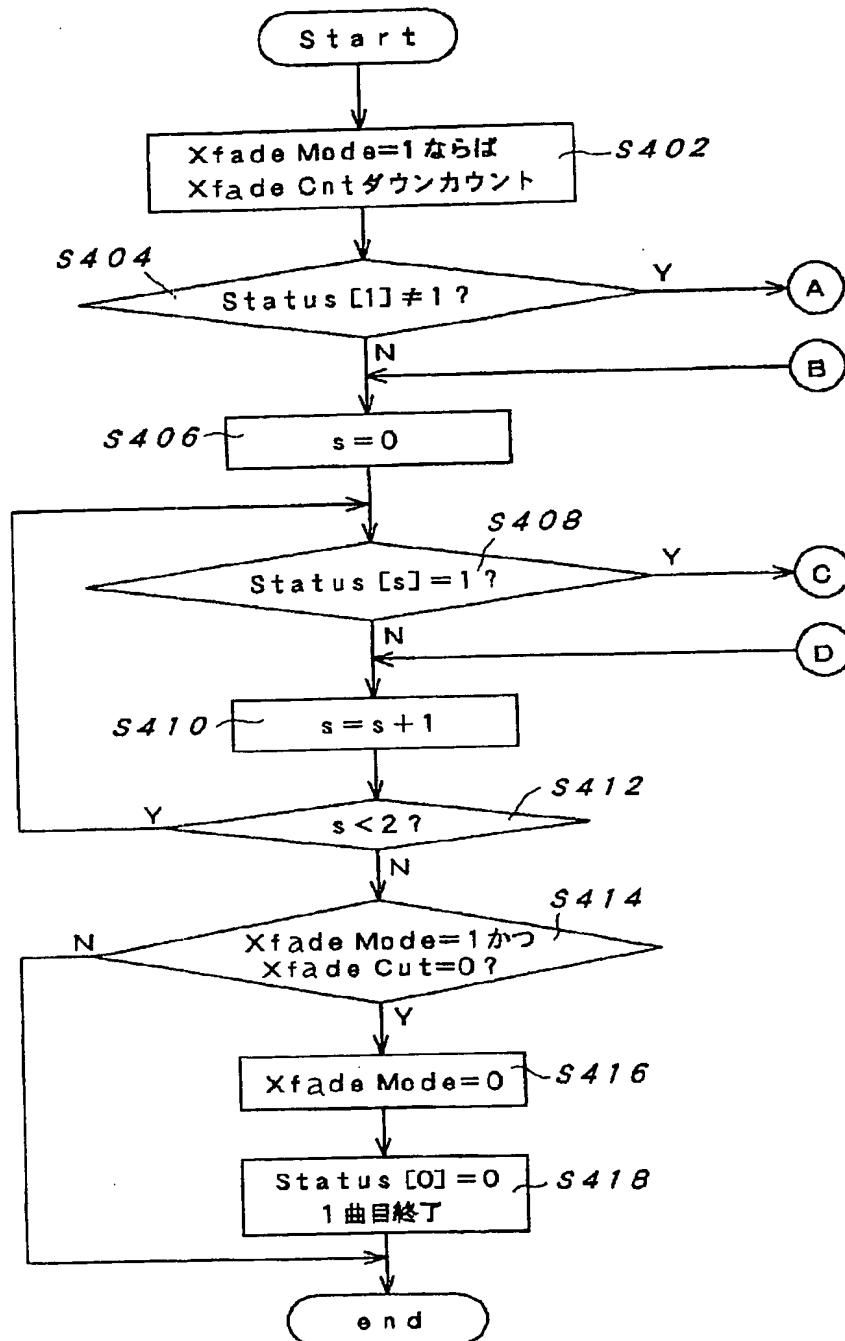 Start
Xfade Mode=1ならば
Xfade Cntダウンカウント
S402
S404
Status[1]≠1?
Y
A
N
B
S406
s=0
S408
Status[s]=1?
Y
C
N
D
S410
s=s+1
S412
s<2?
Y
N
S414
Xfade Mode=1かつ
Xfade Cut=0?
N
Y
Xfade Mode=0
S416
Status[0]=0
1曲目終了
S418
end